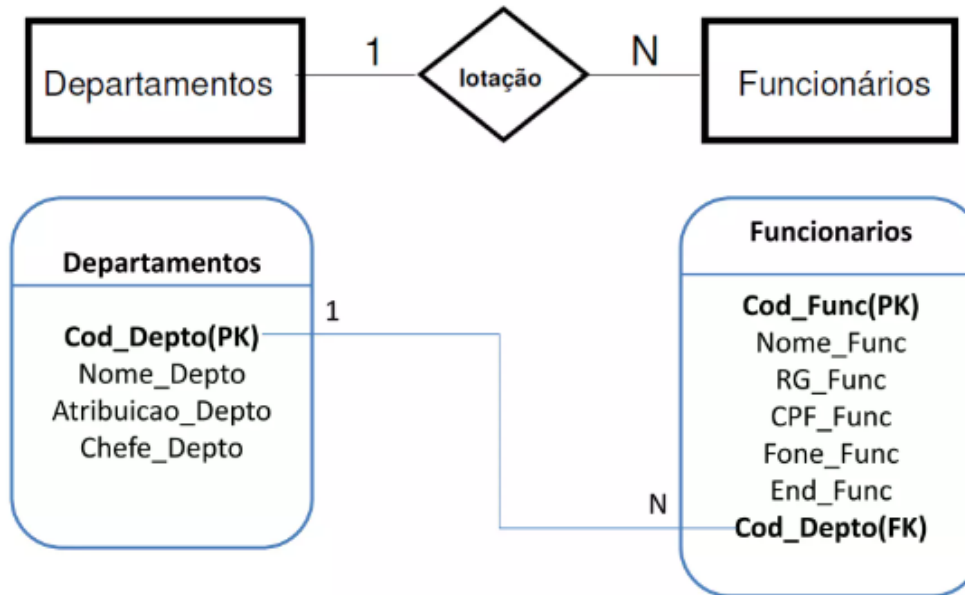 Departamentos 1 lotação N Funcionários
Departamentos
Cod_Depto(PK)
Nome_Depto
Atribuicao_Depto
Chefe_Depto
1
N
Funcionarios
Cod_Func(PK)
Nome_Func
RG_Func
CPF_Func
Fone_Func
End_Func
Cod_Depto(FK)